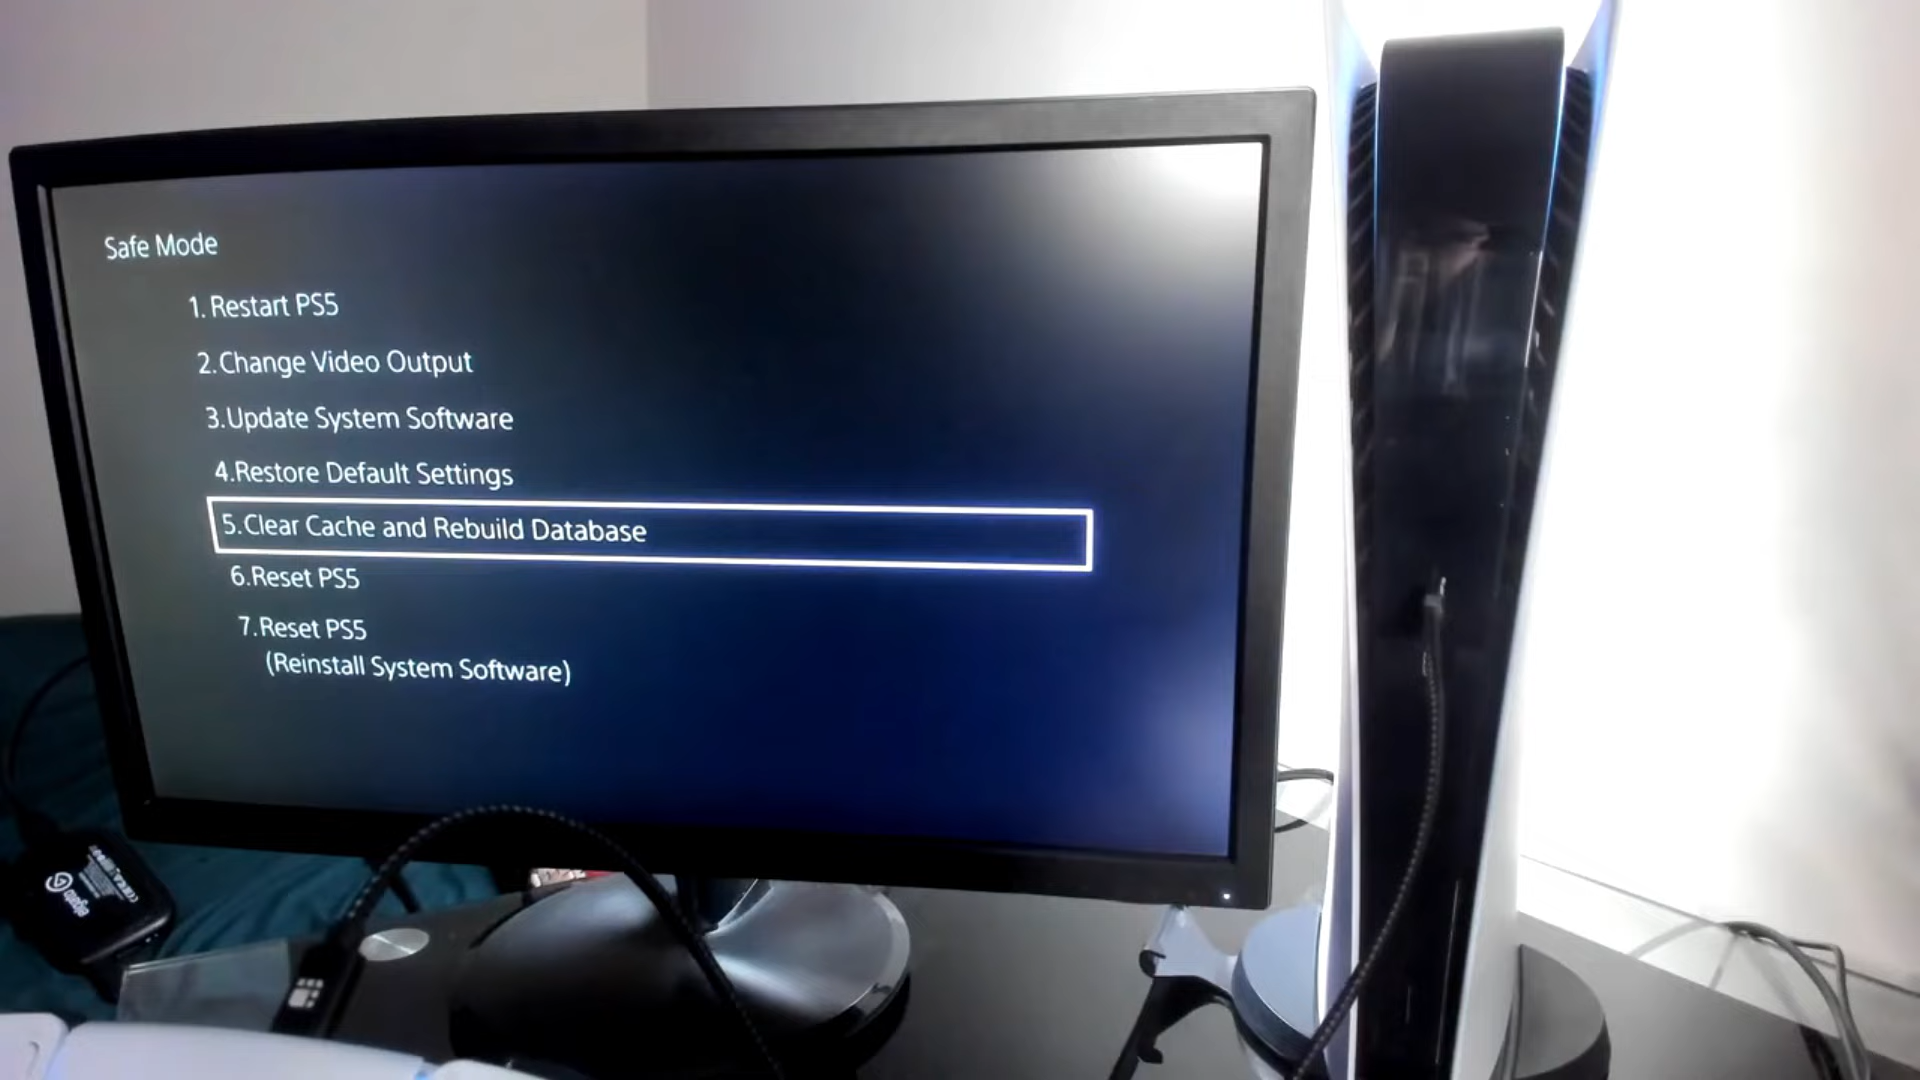 Safe Mode
1. Restart PS5
2.Change Video Output
3.Update System Software
4.Restore Default Settings
5.Clear Cache and Rebuild Database
6.Reset PS5
7.Reset PS5
(Reinstall System Software)
elgato